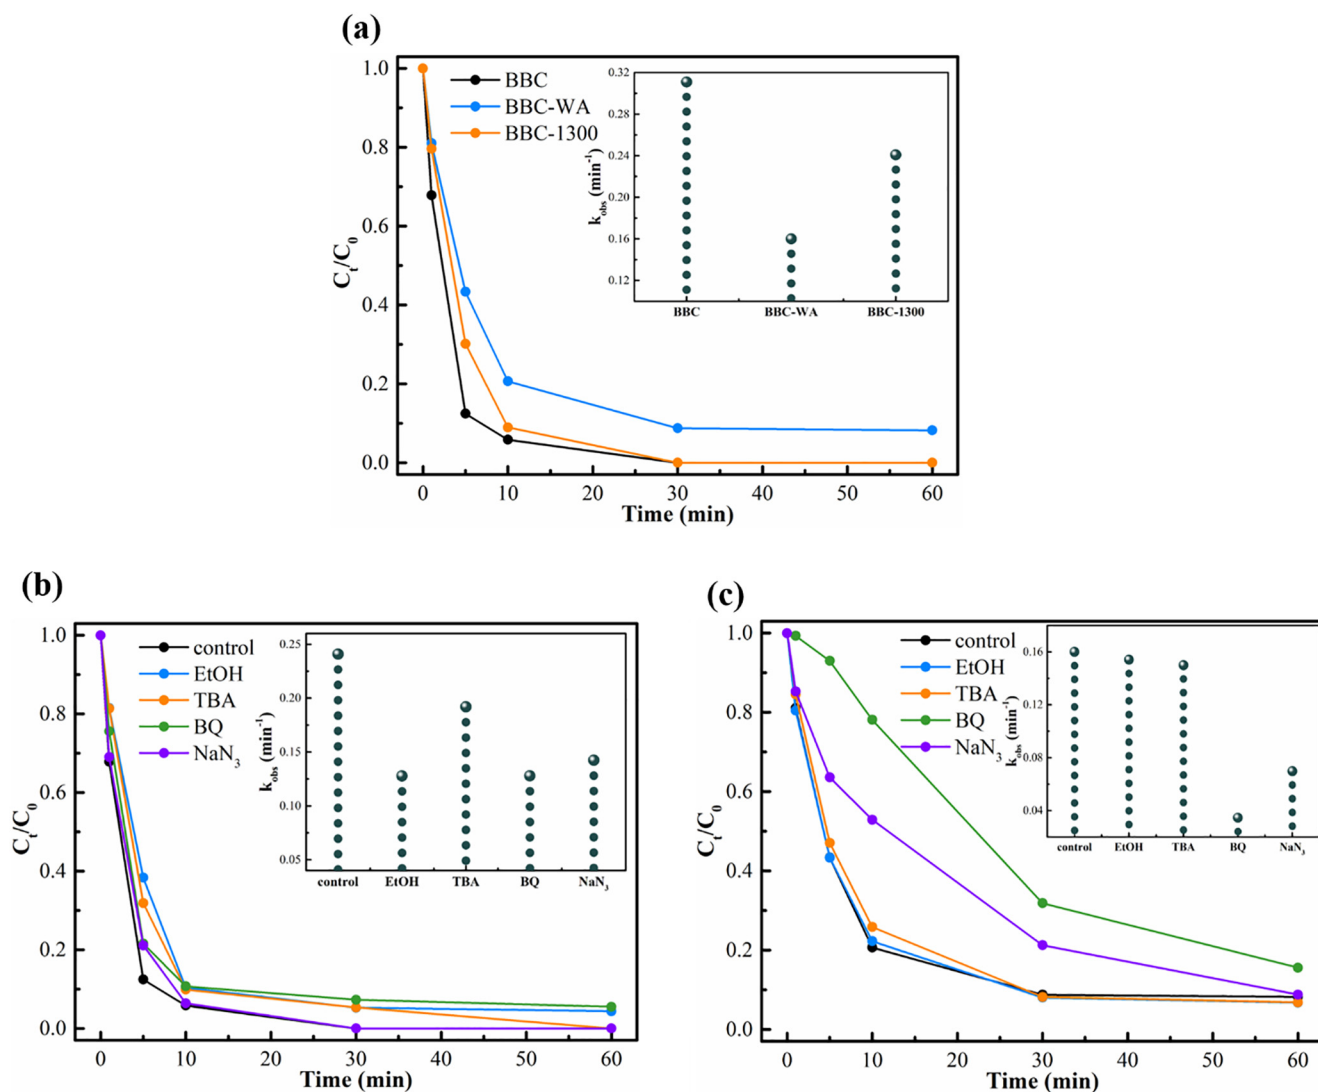 (a)
1.0
0.8
0.6
0.4
0.2
0.0
Cₜ/C₀
BBC
BBC-WA
BBC-1300
0.32
0.28
0.24
0.20
0.16
0.12
kobs (min⁻¹)
BBC BBC-WA BBC-1300
0 10 20 30 40 50 60
Time (min)
(b)
1.0
0.8
0.6
0.4
0.2
0.0
Cₜ/C₀
control
EtOH
TBA
BQ
NaN₃
0.25
0.20
0.15
0.10
0.05
kobs (min⁻¹)
control EtOH TBA BQ NaN₃
0 10 20 30 40 50 60
Time (min)
(c)
1.0
0.8
0.6
0.4
0.2
0.0
Cₜ/C₀
control
EtOH
TBA
BQ
NaN₃
0.16
0.12
0.08
0.04
kobs (min⁻¹)
control EtOH TBA BQ NaN₃
0 10 20 30 40 50 60
Time (min)